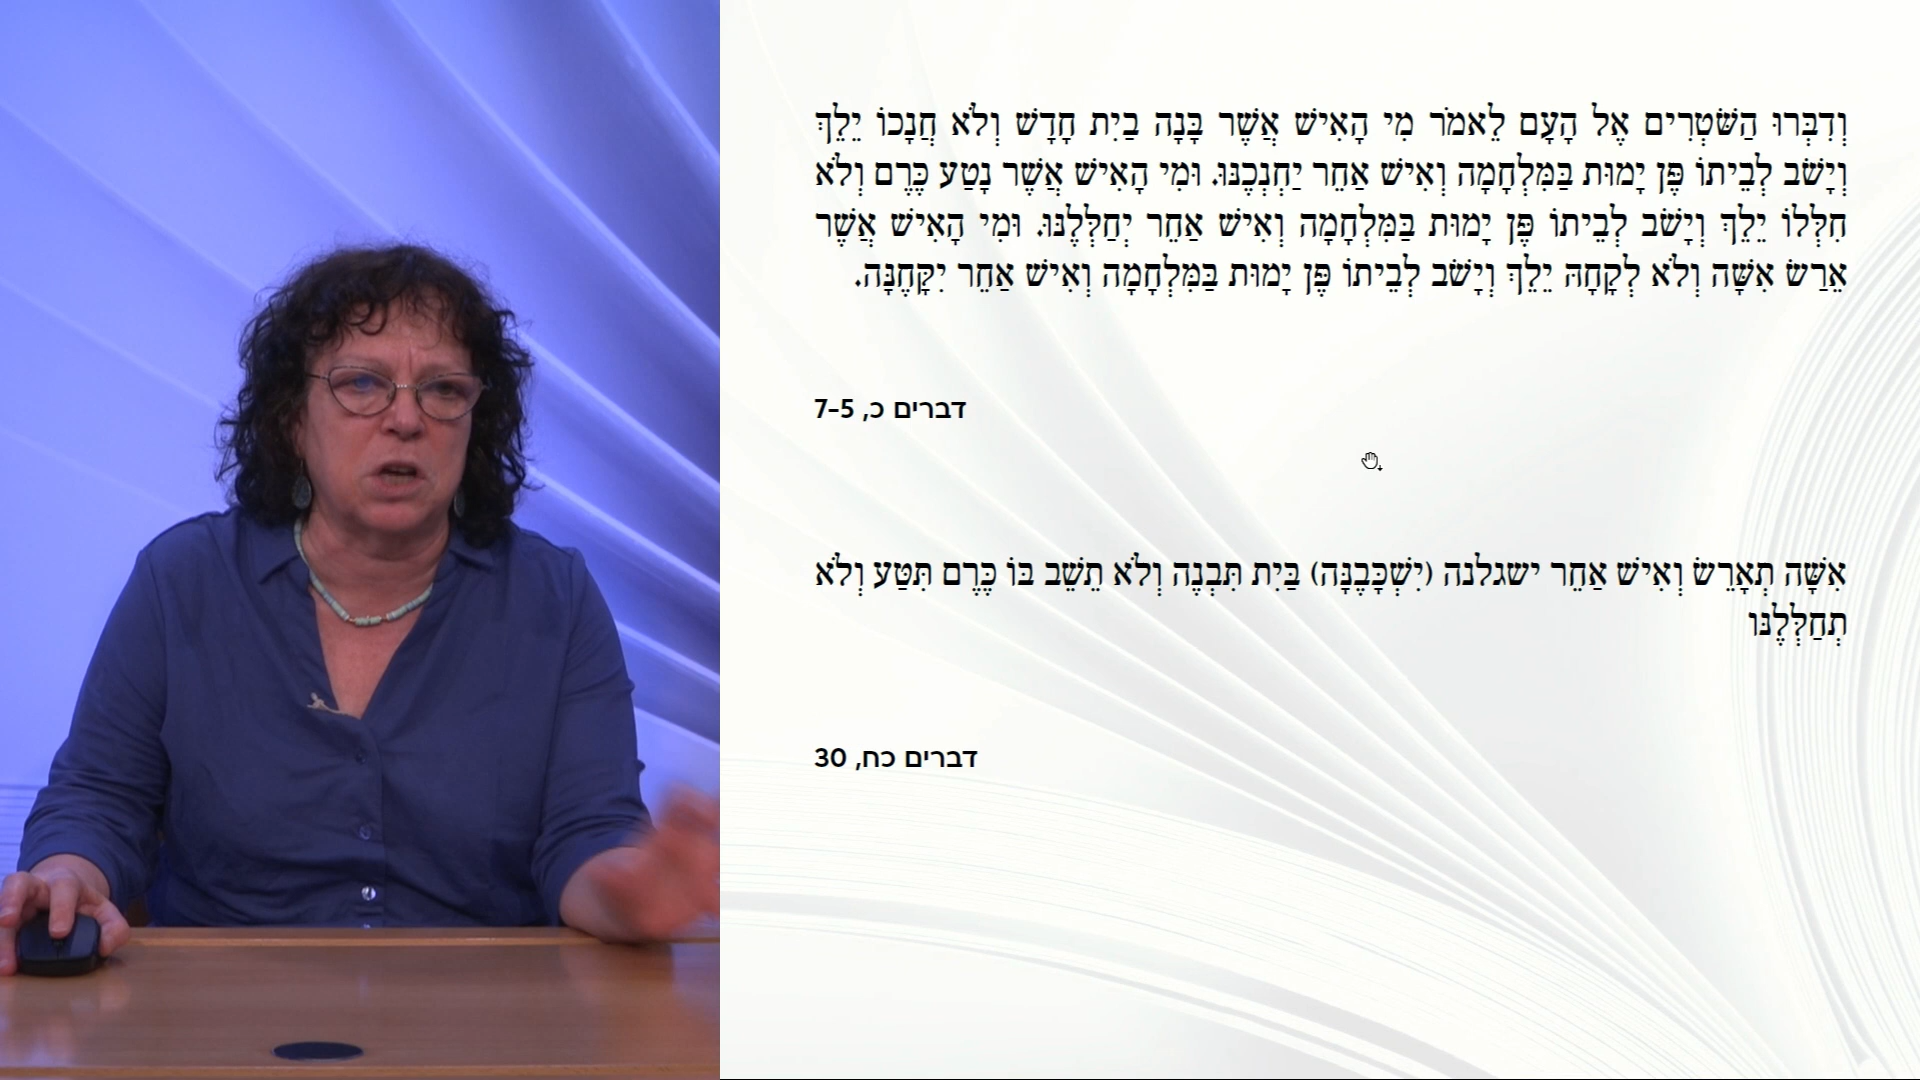 וְדִבְּרוּ הַשֹּׁטְרִים אֶל הָעָם לֵאמֹר מִי הָאִישׁ אֲשֶׁר בָּנָה בַיִת חָדָשׁ וְלֹא חֲנָכוֹ יֵלֵךְ
וְיָשֹׁב לְבֵיתוֹ פֶּן יָמוּת בַּמִּלְחָמָה וְאִישׁ אַחֵר יַחְנְכֶנּוּ. וּמִי הָאִישׁ אֲשֶׁר נָטַע כֶּרֶם וְלֹא
חִלְּלוֹ יֵלֵךְ וְיָשֹׁב לְבֵיתוֹ פֶּן יָמוּת בַּמִּלְחָמָה וְאִישׁ אַחֵר יְחַלְּלֶנּוּ. וּמִי הָאִישׁ אֲשֶׁר
אֵרַשׂ אִשָּׁה וְלֹא לְקָחָהּ יֵלֵךְ וְיָשֹׁב לְבֵיתוֹ פֶּן יָמוּת בַּמִּלְחָמָה וְאִישׁ אַחֵר יִקָּחֶנָּה.
דברים כ, 5–7
אִשָּׁה תְאָרֵשׂ וְאִישׁ אַחֵר ישגלנה (יִשְׁכָּבֶנָּה) בַּיִת תִּבְנֶה וְלֹא תֵשֵׁב בּוֹ כֶּרֶם תִּטַּע וְלֹא
תְחַלְּלֶנּוּ
דברים כח, 30